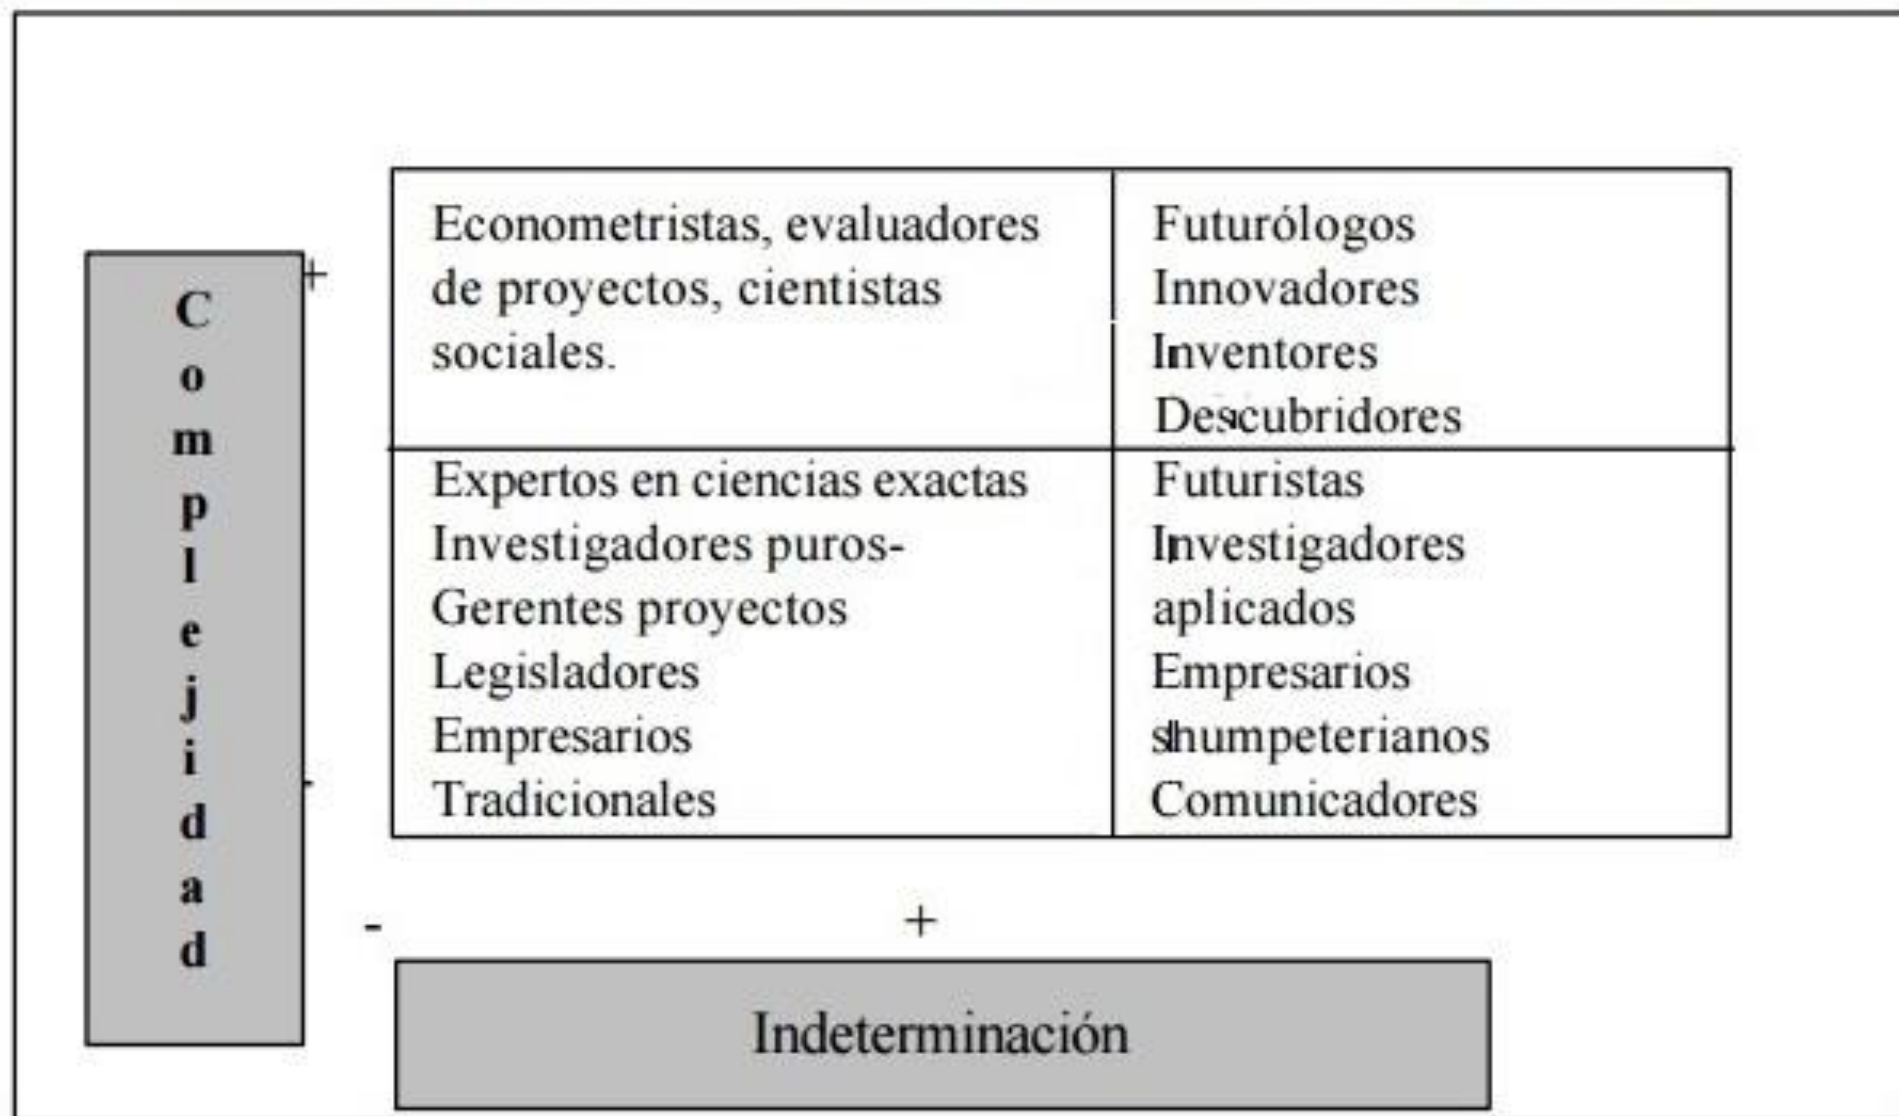 Complejidad
+
-
Econometristas, evaluadores
de proyectos, cientistas
sociales.
Futurólogos
Innovadores
Inventores
Descubridores
Expertos en ciencias exactas
Investigadores puros-
Gerentes proyectos
Legisladores
Empresarios
Tradicionales
Futuristas
Investigadores
aplicados
Empresarios
shumpeterianos
Comunicadores
- +
Indeterminación